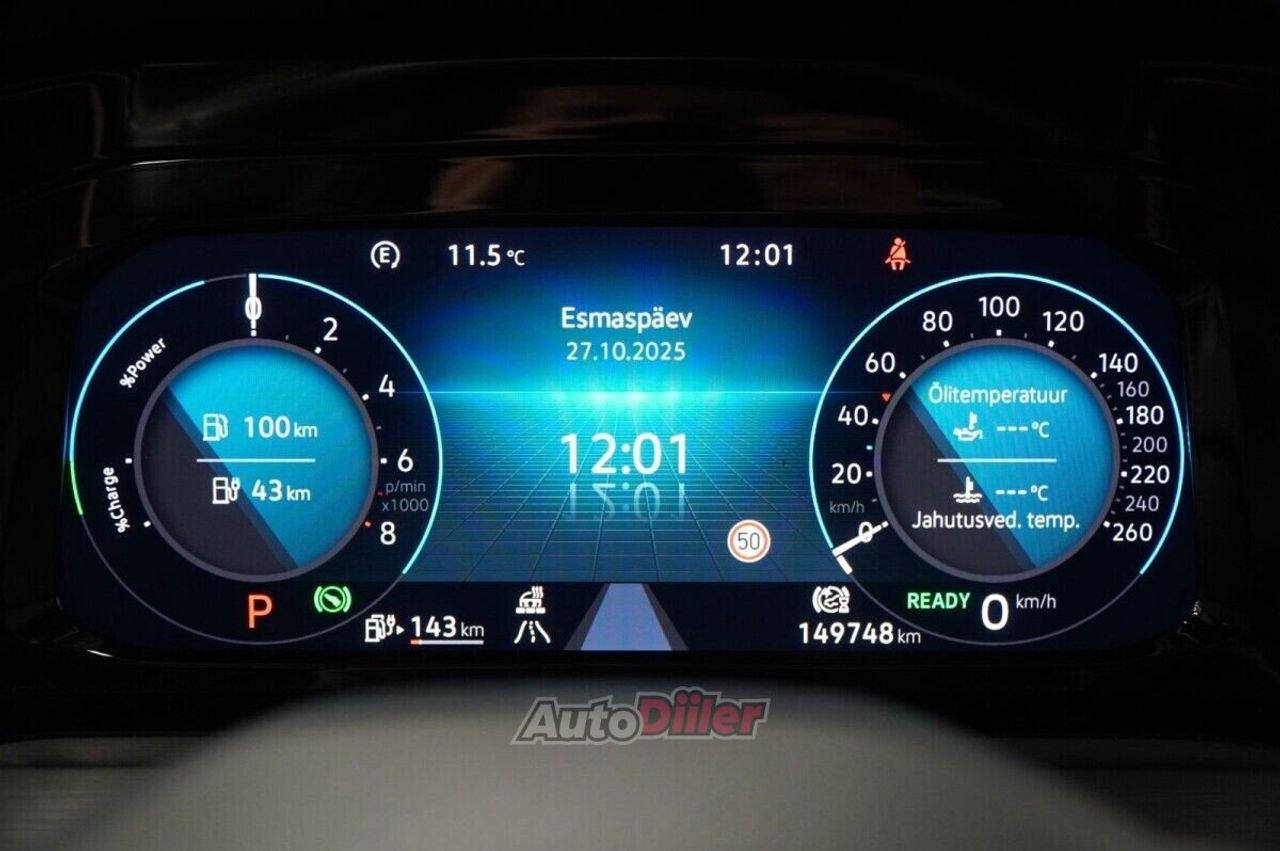 E 11.5 °C 12:01
Esmaspäev
27.10.2025
12:01
50
%Power
%Charge
0
2
4
6
8
p/min
x1000
100 km
43 km
0
20
40
60
80
100
120
140
160
180
200
220
240
260
km/h
Õlitemperatuur
---°C
---°C
Jahutusved. temp.
P
143 km
149748 km
READY 0 km/h
AutoDiiler